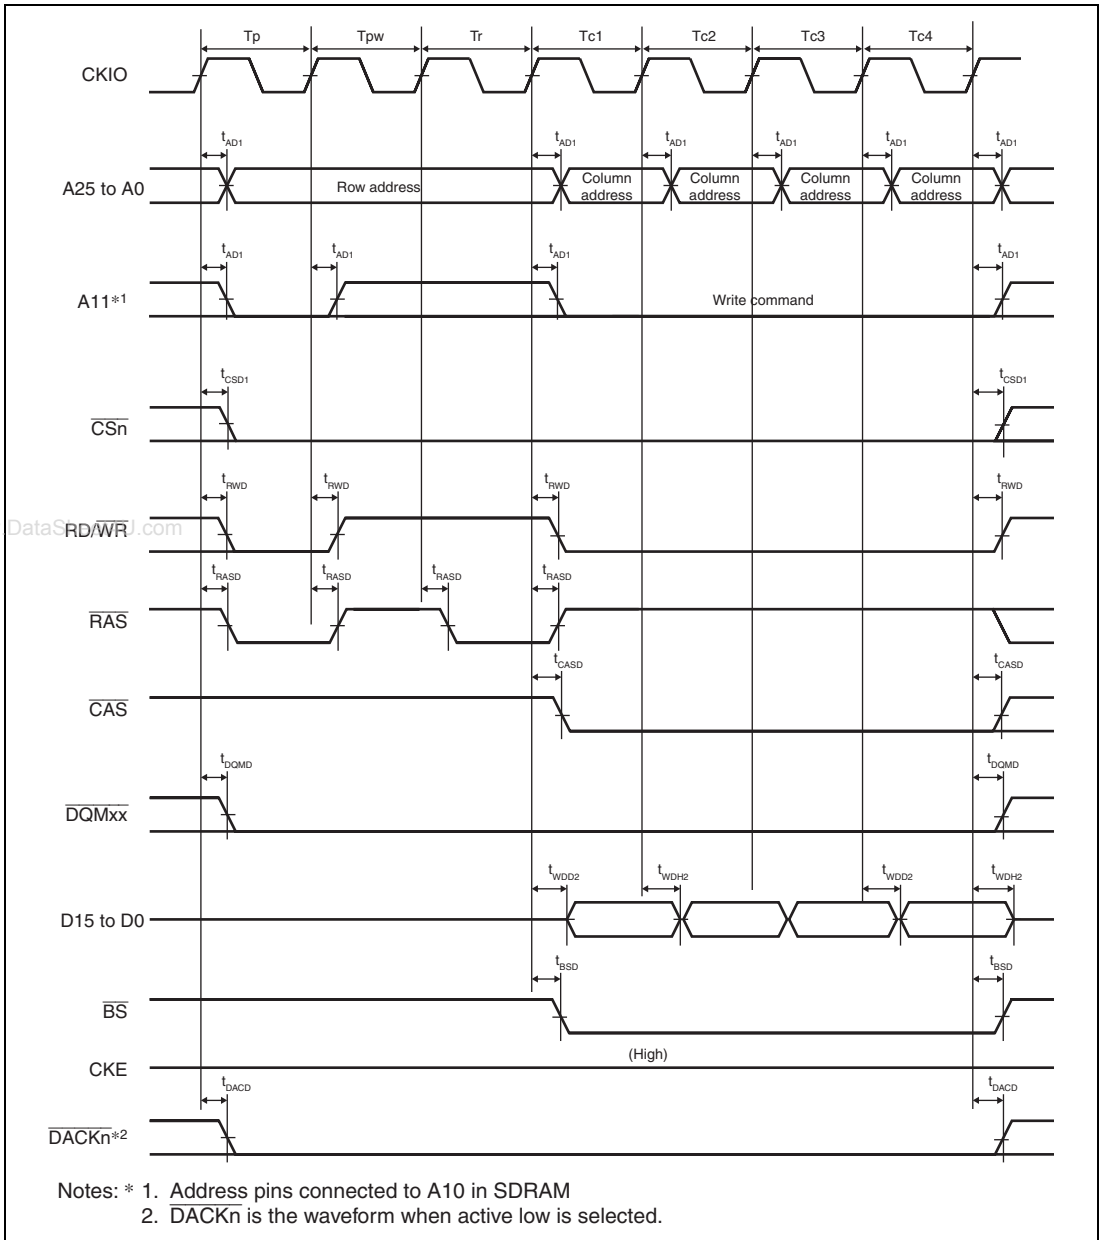 Tp Tpw Tr Tc1 Tc2 Tc3 Tc4
CKIO
tAD1 tAD1 tAD1 tAD1 tAD1 tAD1
A25 to A0 Row address Column address Column address Column address Column address
tAD1 tAD1 tAD1 tAD1
A11*1 Write command
tCSD1 tCSD1
CSn
tRWD tRWD tRWD tRWD
RD/WR
tRASD tRASD tRASD tRASD
RAS
tCASD tCASD
CAS
tDQMD tDQMD
DQMxx
tWDD2 tWDH2 tWDD2 tWDH2
D15 to D0
tBSD tBSD
BS
(High)
CKE
tDACD tDACD
DACKn*2
Notes: * 1. Address pins connected to A10 in SDRAM
2. DACKn is the waveform when active low is selected.